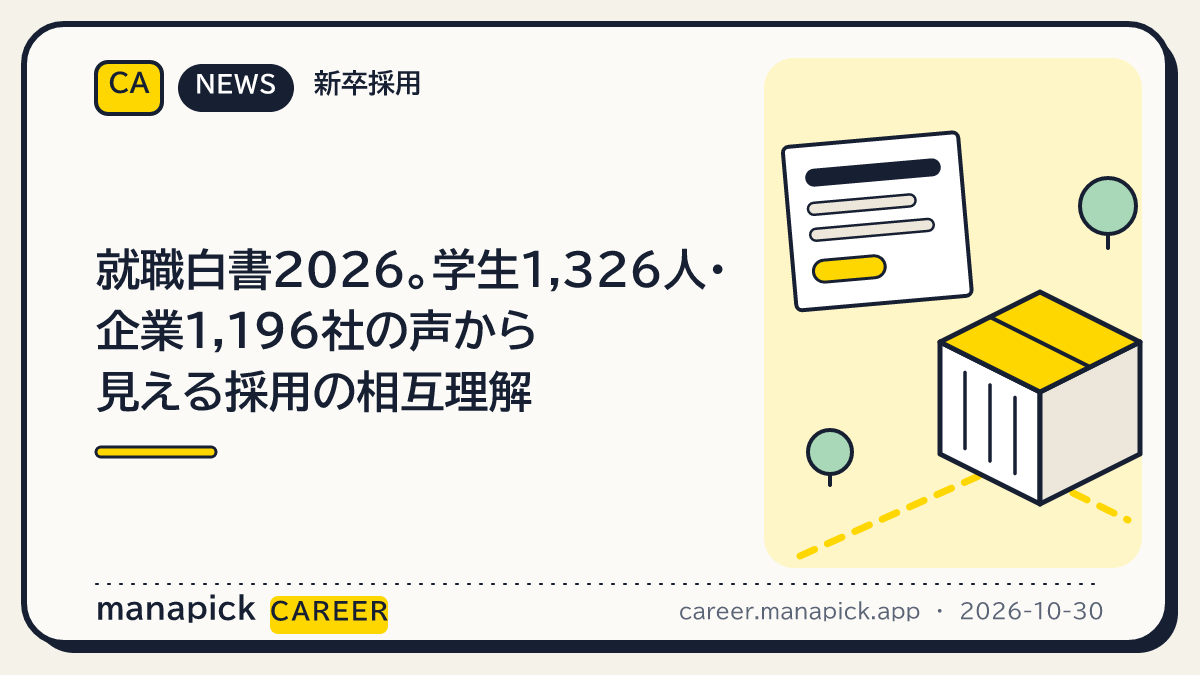 CA NEWS 新卒採用
就職白書2026。学生1,326人・
企業1,196社の声から
見える採用の相互理解
manapick CAREER career.manapick.app ・ 2026-10-30